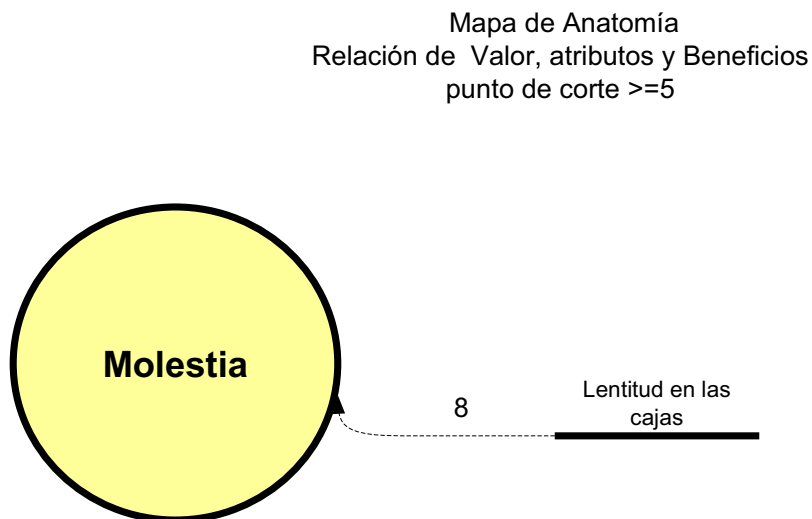 Mapa de Anatomía
Relación de Valor, atributos y Beneficios
punto de corte >=5
Molestia
8
Lentitud en las
cajas